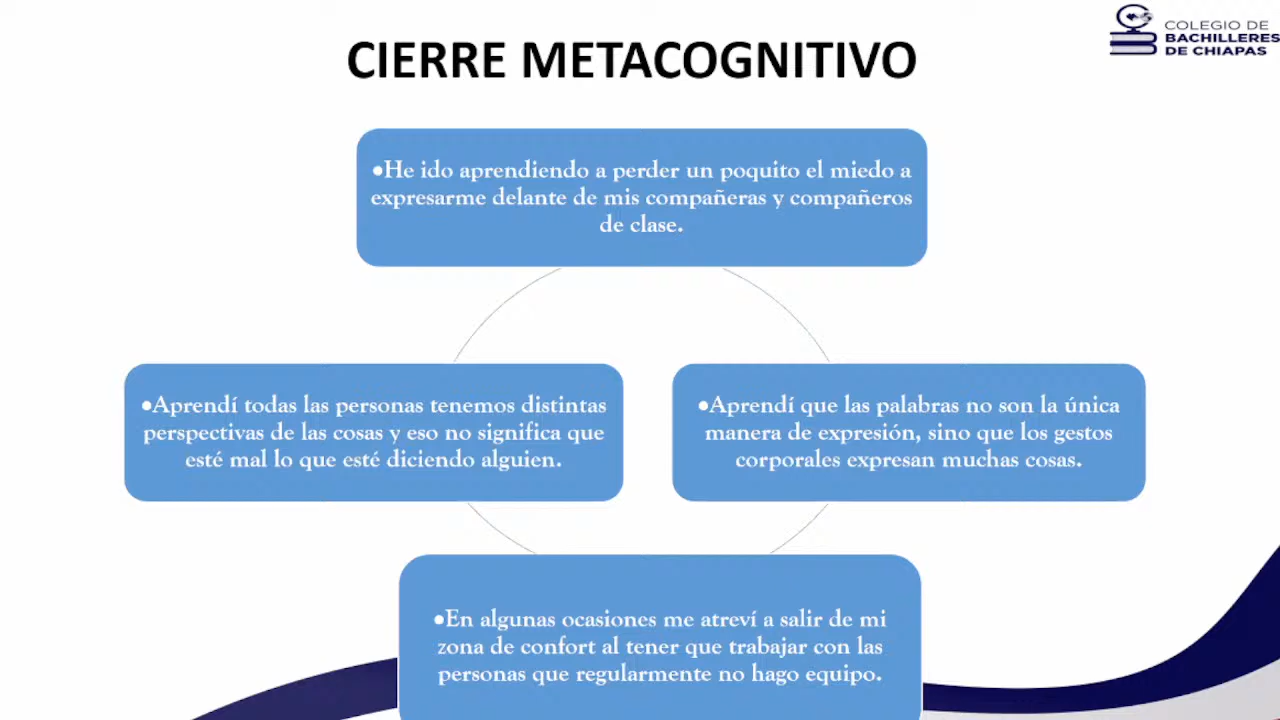 CIERRE METACOGNITIVO
COLEGIO DE
BACHILLERES
DE CHIAPAS
•He ido aprendiendo a perder un poquito el miedo a
expresarme delante de mis compañeras y compañeros
de clase.
•Aprendí todas las personas tenemos distintas
perspectivas de las cosas y eso no significa que
esté mal lo que esté diciendo alguien.
•Aprendí que las palabras no son la única
manera de expresión, sino que los gestos
corporales expresan muchas cosas.
•En algunas ocasiones me atreví a salir de mi
zona de confort al tener que trabajar con las
personas que regularmente no hago equipo.